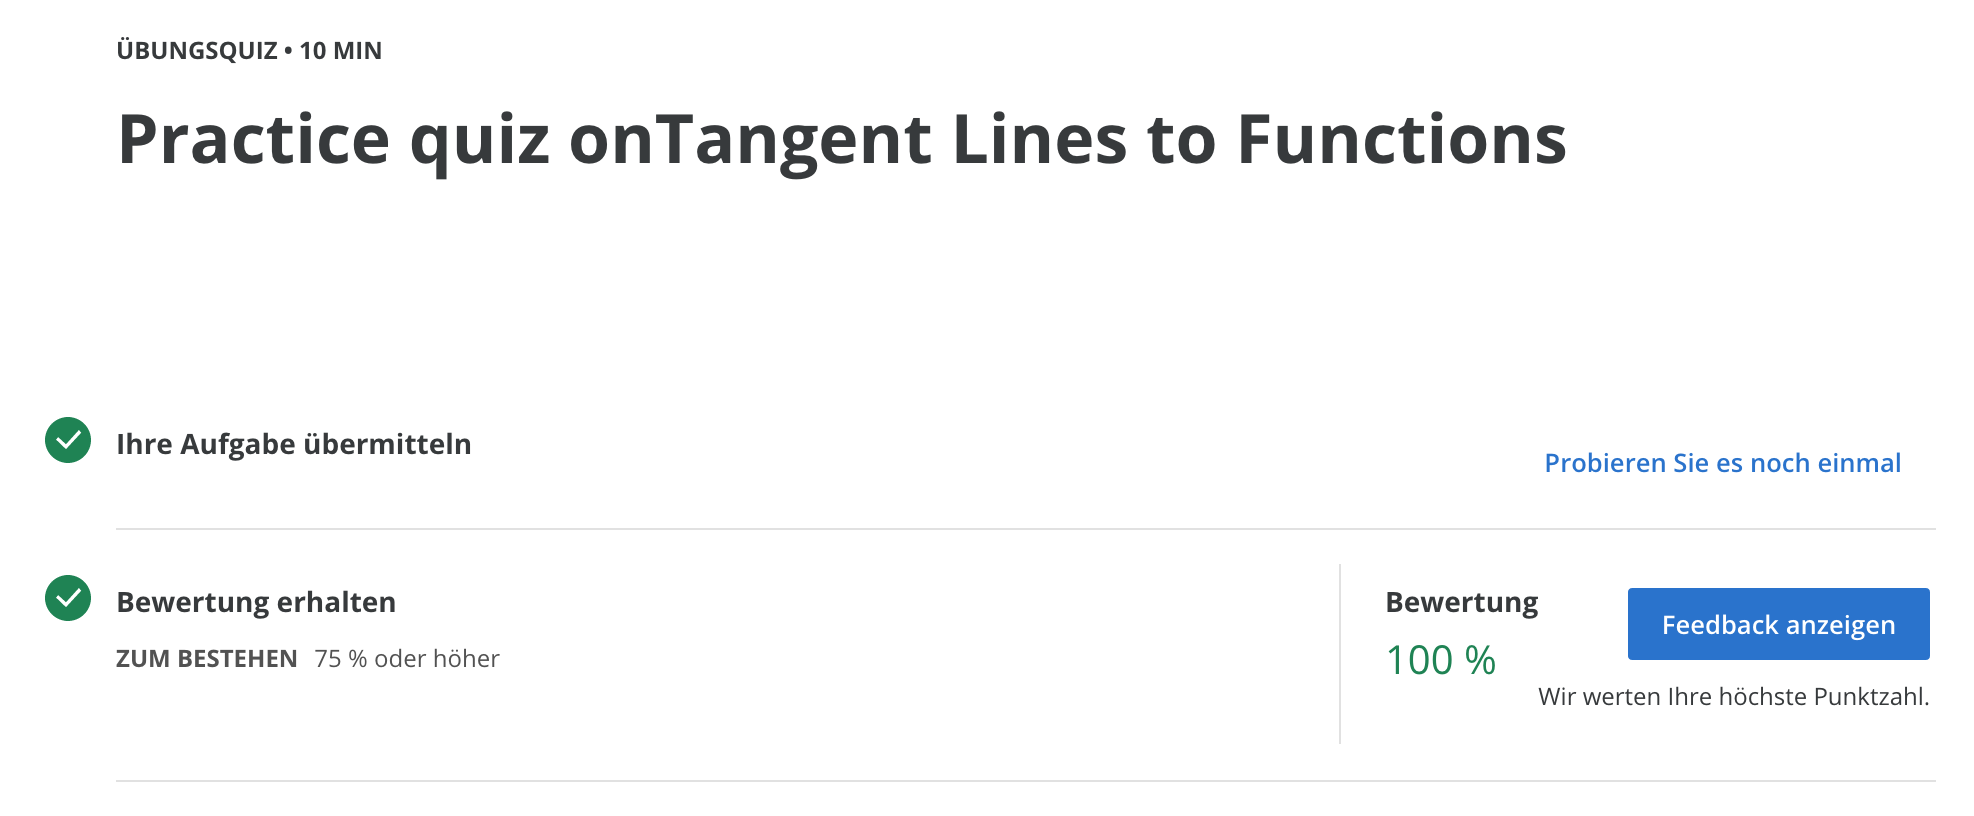 ÜBUNGSQUIZ • 10 MIN
Practice quiz onTangent Lines to Functions
Ihre Aufgabe übermitteln
Probieren Sie es noch einmal
Bewertung erhalten
ZUM BESTEHEN 75 % oder höher
Bewertung
100 %
Feedback anzeigen
Wir werten Ihre höchste Punktzahl.